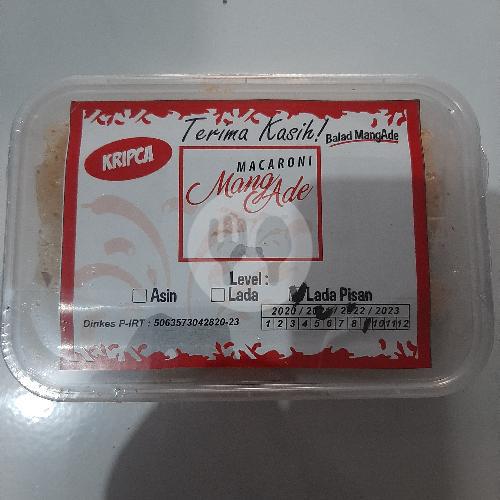 Terima Kasih!
Balad MangAde
KRIPCA
MACARONI
Mang Ade
Level :
Asin Lada Lada Pisan
2020 / 2021 / 2022 / 2023
Dinkes P-IRT : 5063573042820-23
1 2 3 4 5 6 7 8 9 10 11 12